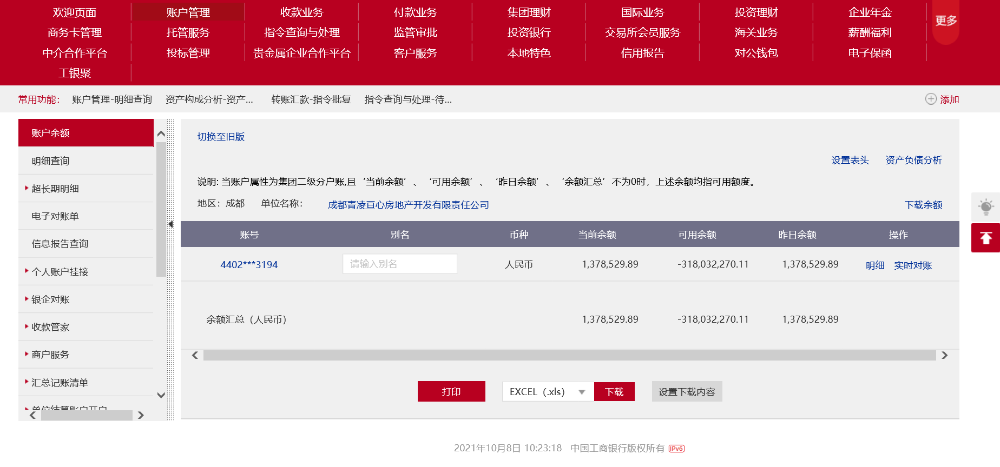 欢迎页面 账户管理 收款业务 付款业务 集团理财 国际业务 投资理财 企业年金 更多
商务卡管理 托管服务 指令查询与处理 监管审批 投资银行 交易所会员服务 海关业务 薪酬福利
中介合作平台 投标管理 贵金属企业合作平台 客户服务 本地特色 信用报告 对公钱包 电子保函
工银聚
常用功能： 账户管理-明细查询 资产构成分析-资产... 转账汇款-指令批复 指令查询与处理-待... 添加
账户余额
明细查询
超长期明细
电子对账单
信息报告查询
个人账户挂接
银企对账
收款管家
商户服务
汇总记账清单
单位结算账户开户
切换至旧版
设置表头 资产负债分析
说明: 当账户属性为集团二级分户账,且‘当前余额’、‘可用余额’、‘昨日余额’、‘余额汇总’不为0时，上述余额均指可用额度。
地区：成都 单位名称： 成都青凌亘心房地产开发有限责任公司 下载余额
账号 别名 币种 当前余额 可用余额 昨日余额 操作
4402***3194 请输入别名 人民币 1,378,529.89 -318,032,270.11 1,378,529.89 明细 实时对账
余额汇总（人民币） 1,378,529.89 -318,032,270.11 1,378,529.89
打印 EXCEL（.xls） 下载 设置下载内容
2021年10月8日 10:23:18 中国工商银行版权所有 IPv6